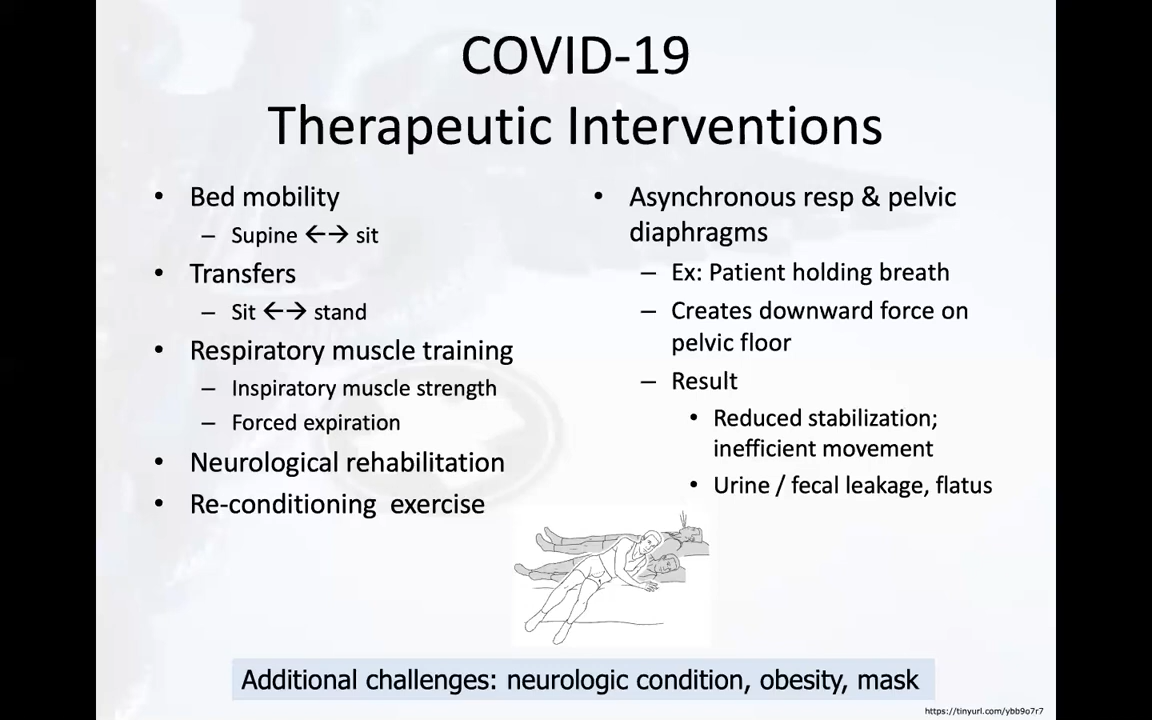 COVID-19
Therapeutic Interventions
• Bed mobility
– Supine ←→ sit
• Transfers
– Sit ←→ stand
• Respiratory muscle training
– Inspiratory muscle strength
– Forced expiration
• Neurological rehabilitation
• Re-conditioning exercise
• Asynchronous resp & pelvic
diaphragms
– Ex: Patient holding breath
– Creates downward force on
pelvic floor
– Result
• Reduced stabilization;
inefficient movement
• Urine / fecal leakage, flatus
Additional challenges: neurologic condition, obesity, mask
https://tinyurl.com/ybb9o7r7